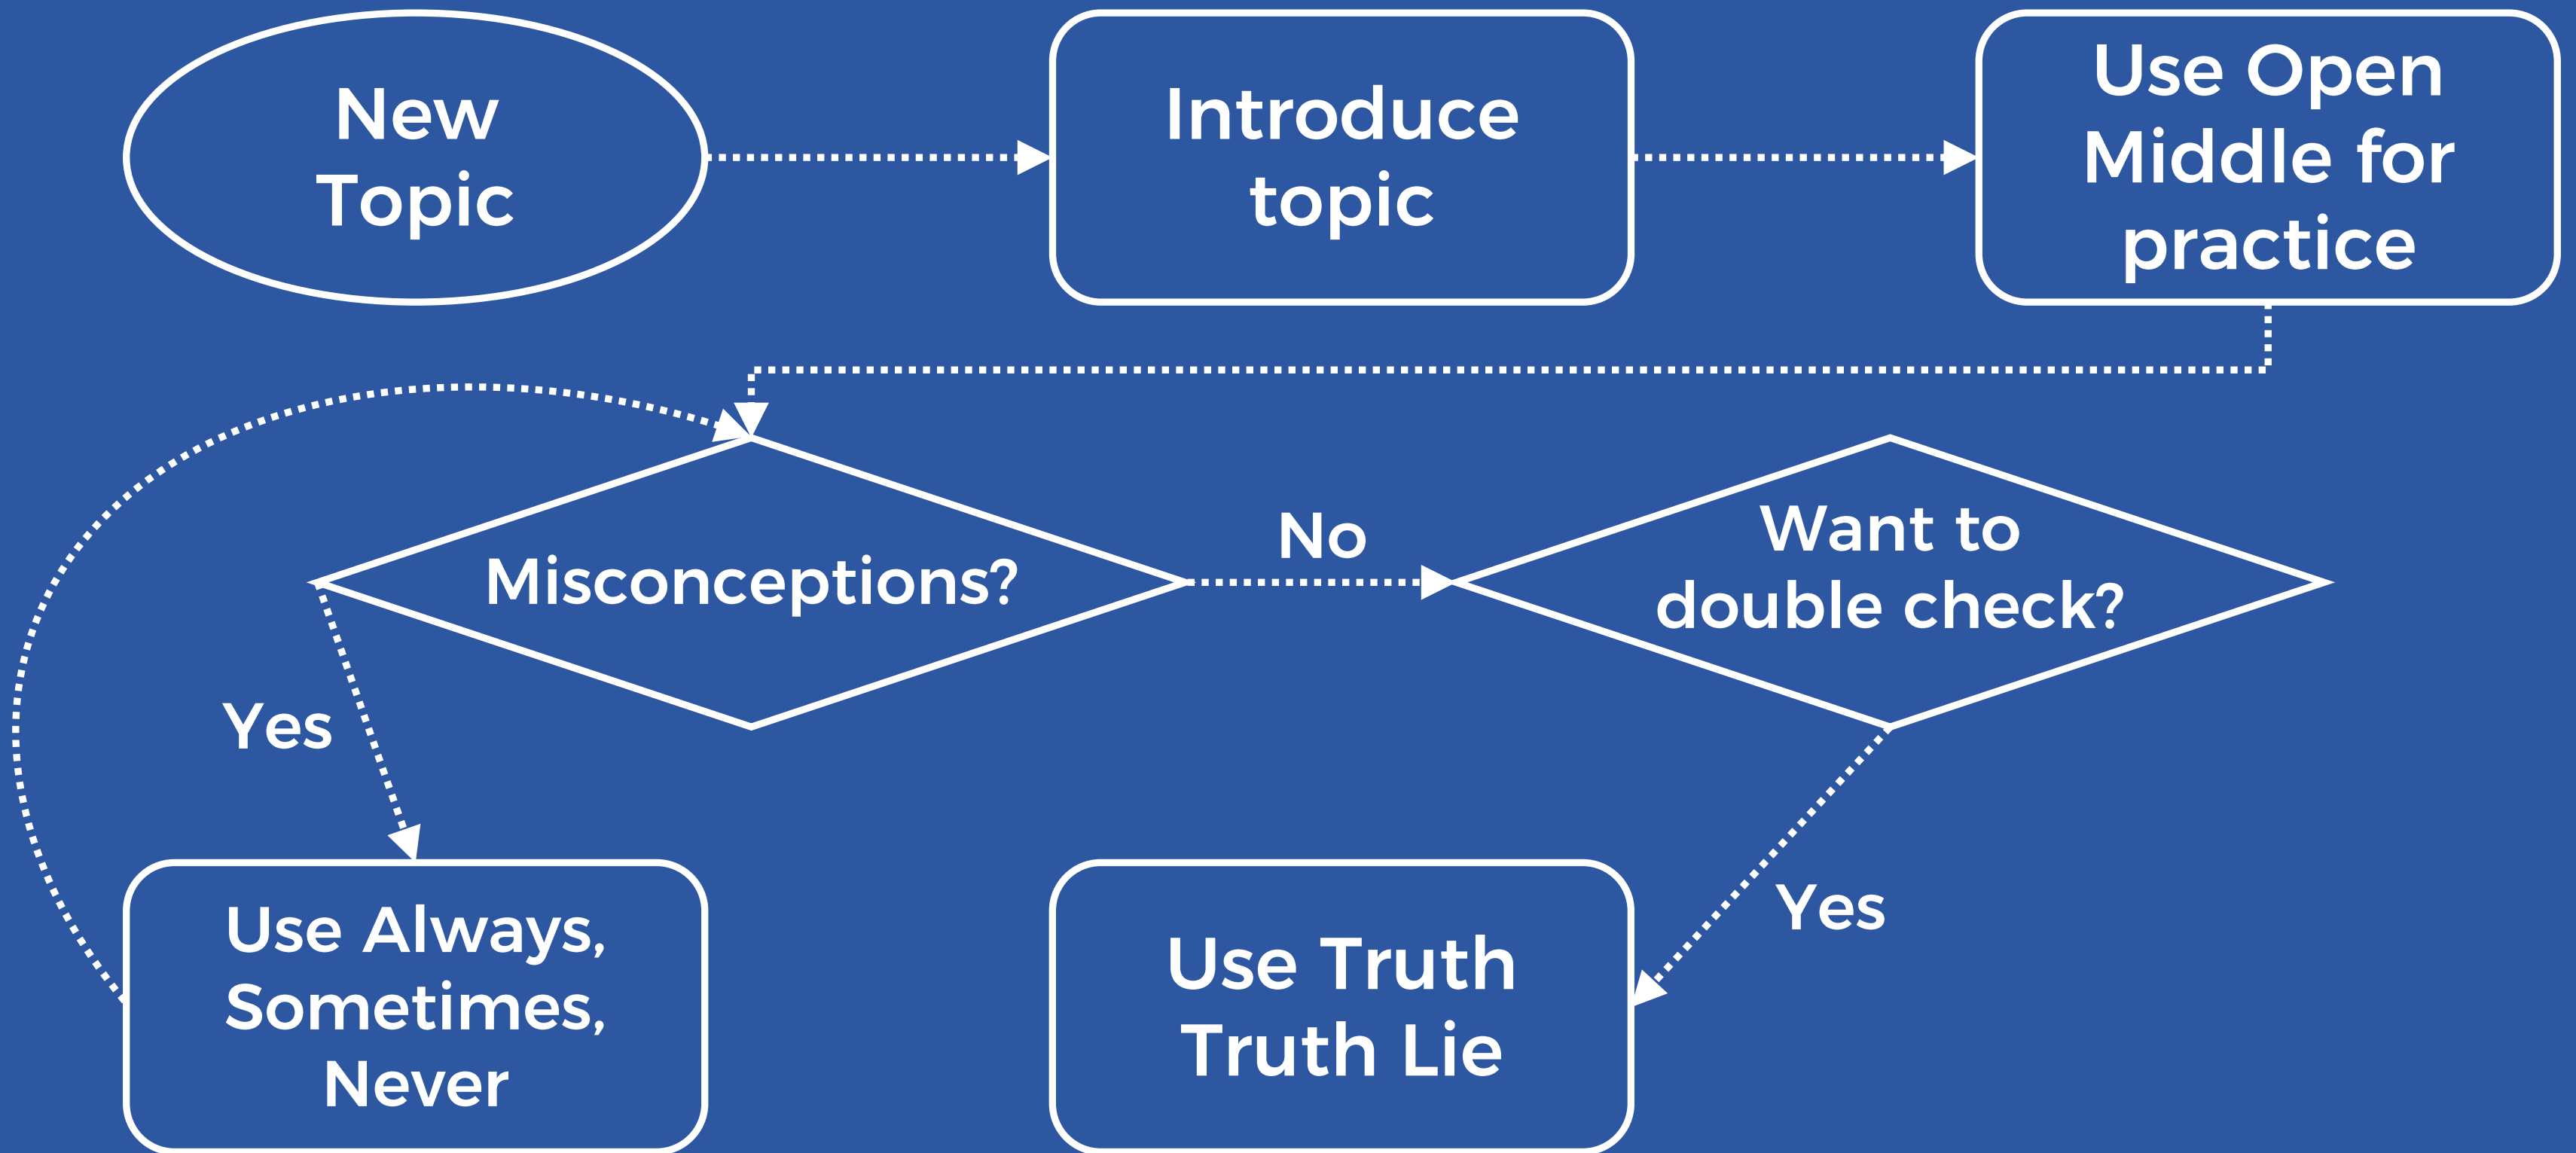 New
Topic
Introduce
topic
Use Open
Middle for
practice
Misconceptions?
No
Want to
double check?
Yes
Yes
Use Always,
Sometimes,
Never
Use Truth
Truth Lie